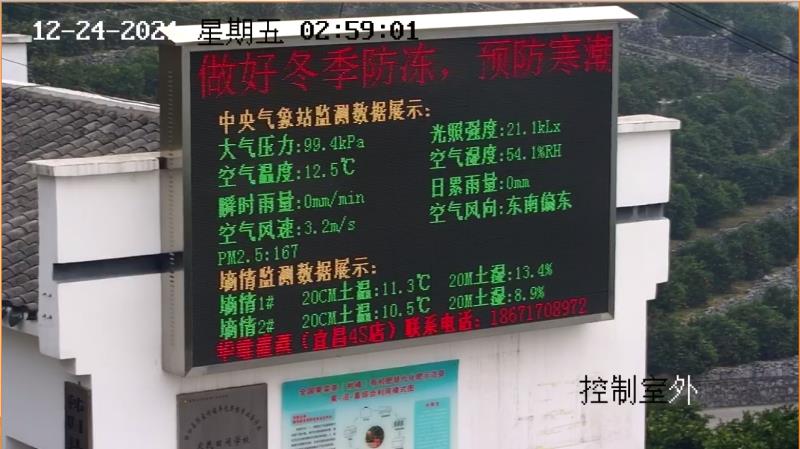 12-24-2021 星期五 02:59:01
做好冬季防冻，预防寒潮
中央气象站监测数据展示:
大气压力:99.4kPa 光照强度:21.1kLx
空气温度:12.5℃ 空气湿度:54.1%RH
瞬时雨量:0mm/min 日累雨量:0mm
空气风速:3.2m/s 空气风向:东南偏东
PM2.5:167
墒情监测数据展示:
墒情1# 20CM土温:11.3℃ 20M土湿:13.4%
墒情2# 20CM土温:10.5℃ 20M土湿:8.9%
（宜昌4S店）联系电话：18671708972
控制室外